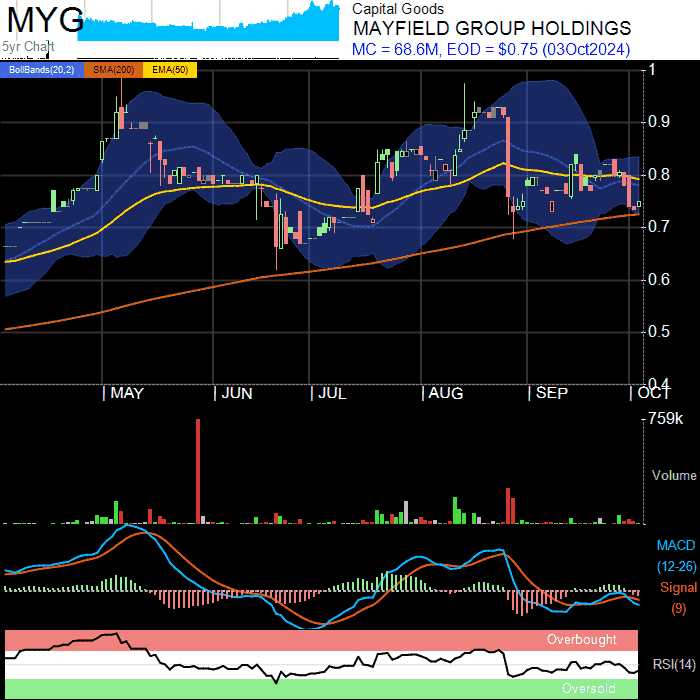 MYG
5yr Chart
Capital Goods
MAYFIELD GROUP HOLDINGS
MC = 68.6M, EOD = $0.75 (03Oct2024)
BollBands(20,2) SMA(200) EMA(50)
1
0.9
0.8
0.7
0.6
0.5
0.4
MAY JUN JUL AUG SEP OCT
759k
Volume
MACD
(12-26)
Signal
(9)
Overbought
RSI(14)
Oversold